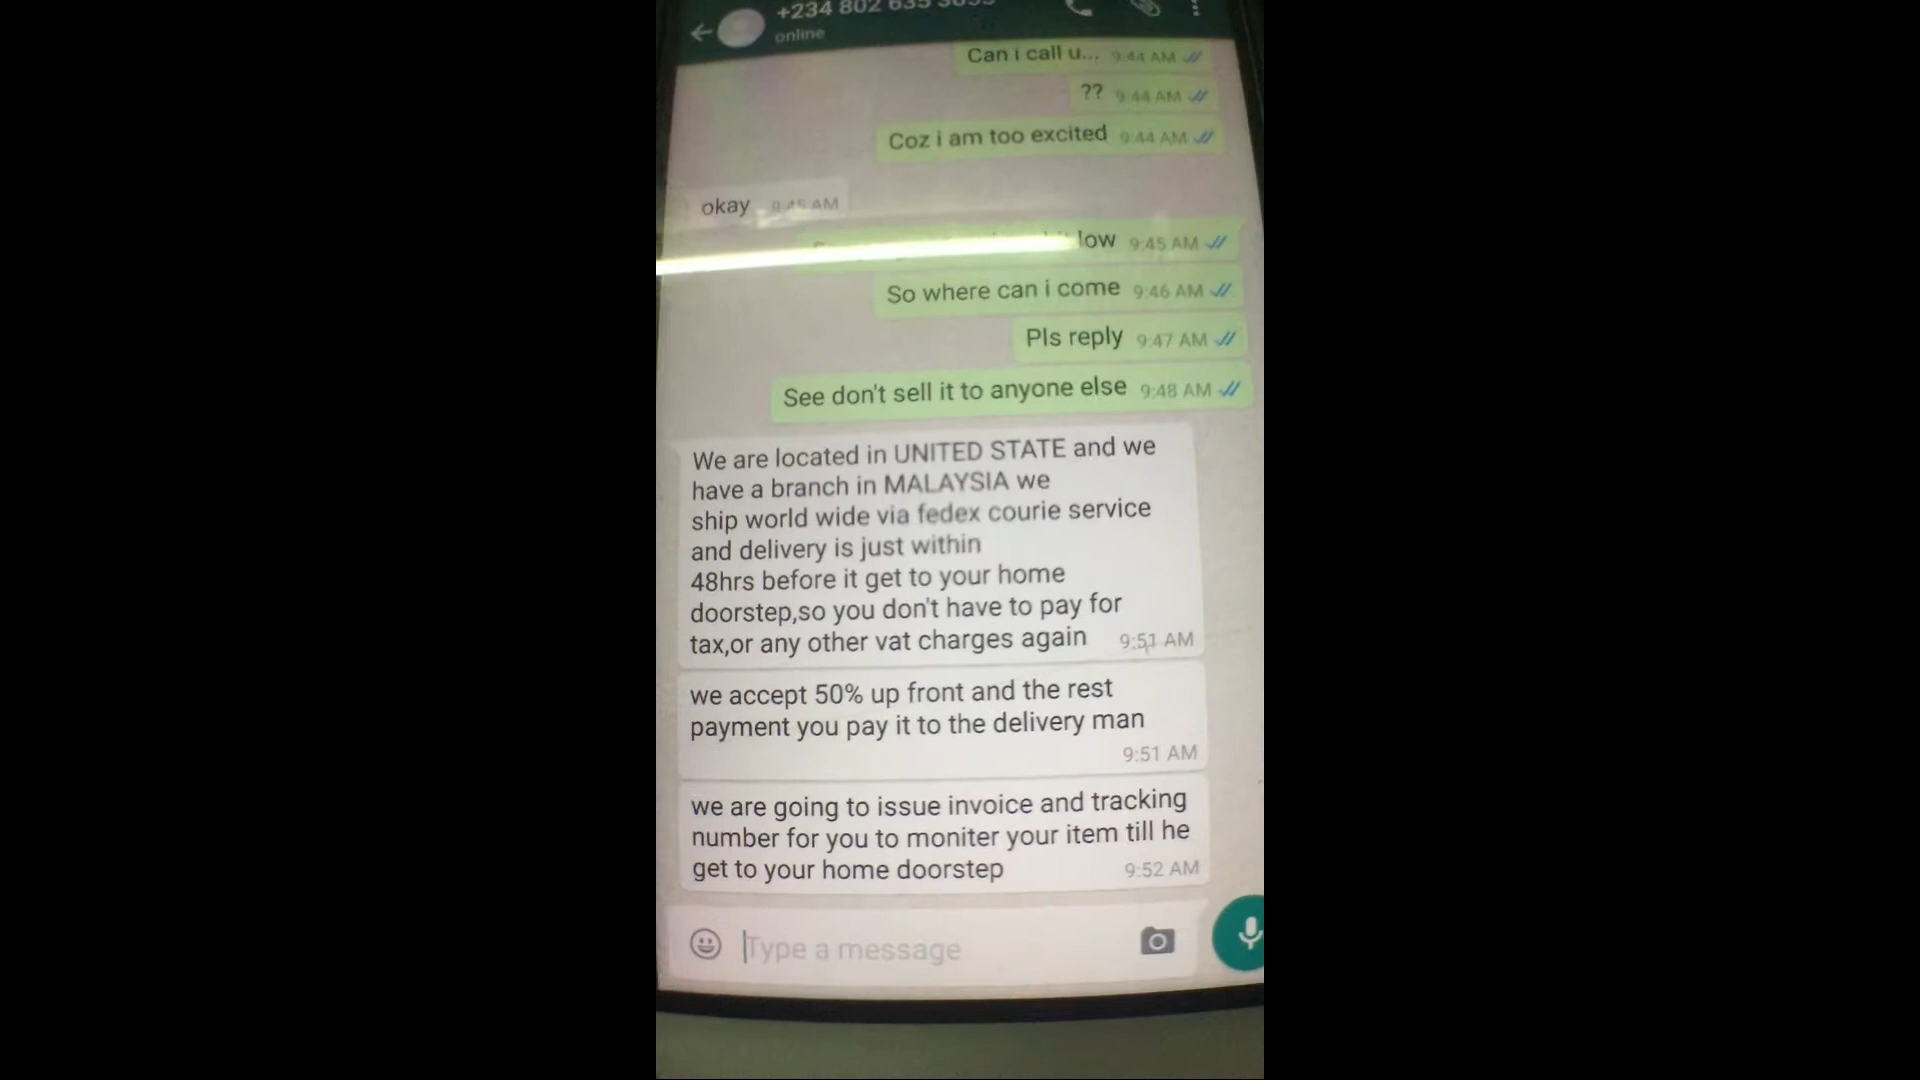 +234 802 635
online
Can i call u... 9:44 AM
?? 9:44 AM
Coz i am too excited 9:44 AM
okay 9:45 AM
low 9:45 AM
So where can i come 9:46 AM
Pls reply 9:47 AM
See don't sell it to anyone else 9:48 AM
We are located in UNITED STATE and we
have a branch in MALAYSIA we
ship world wide via fedex courie service
and delivery is just within
48hrs before it get to your home
doorstep,so you don't have to pay for
tax,or any other vat charges again 9:51 AM
we accept 50% up front and the rest
payment you pay it to the delivery man
9:51 AM
we are going to issue invoice and tracking
number for you to moniter your item till he
get to your home doorstep 9:52 AM
Type a message